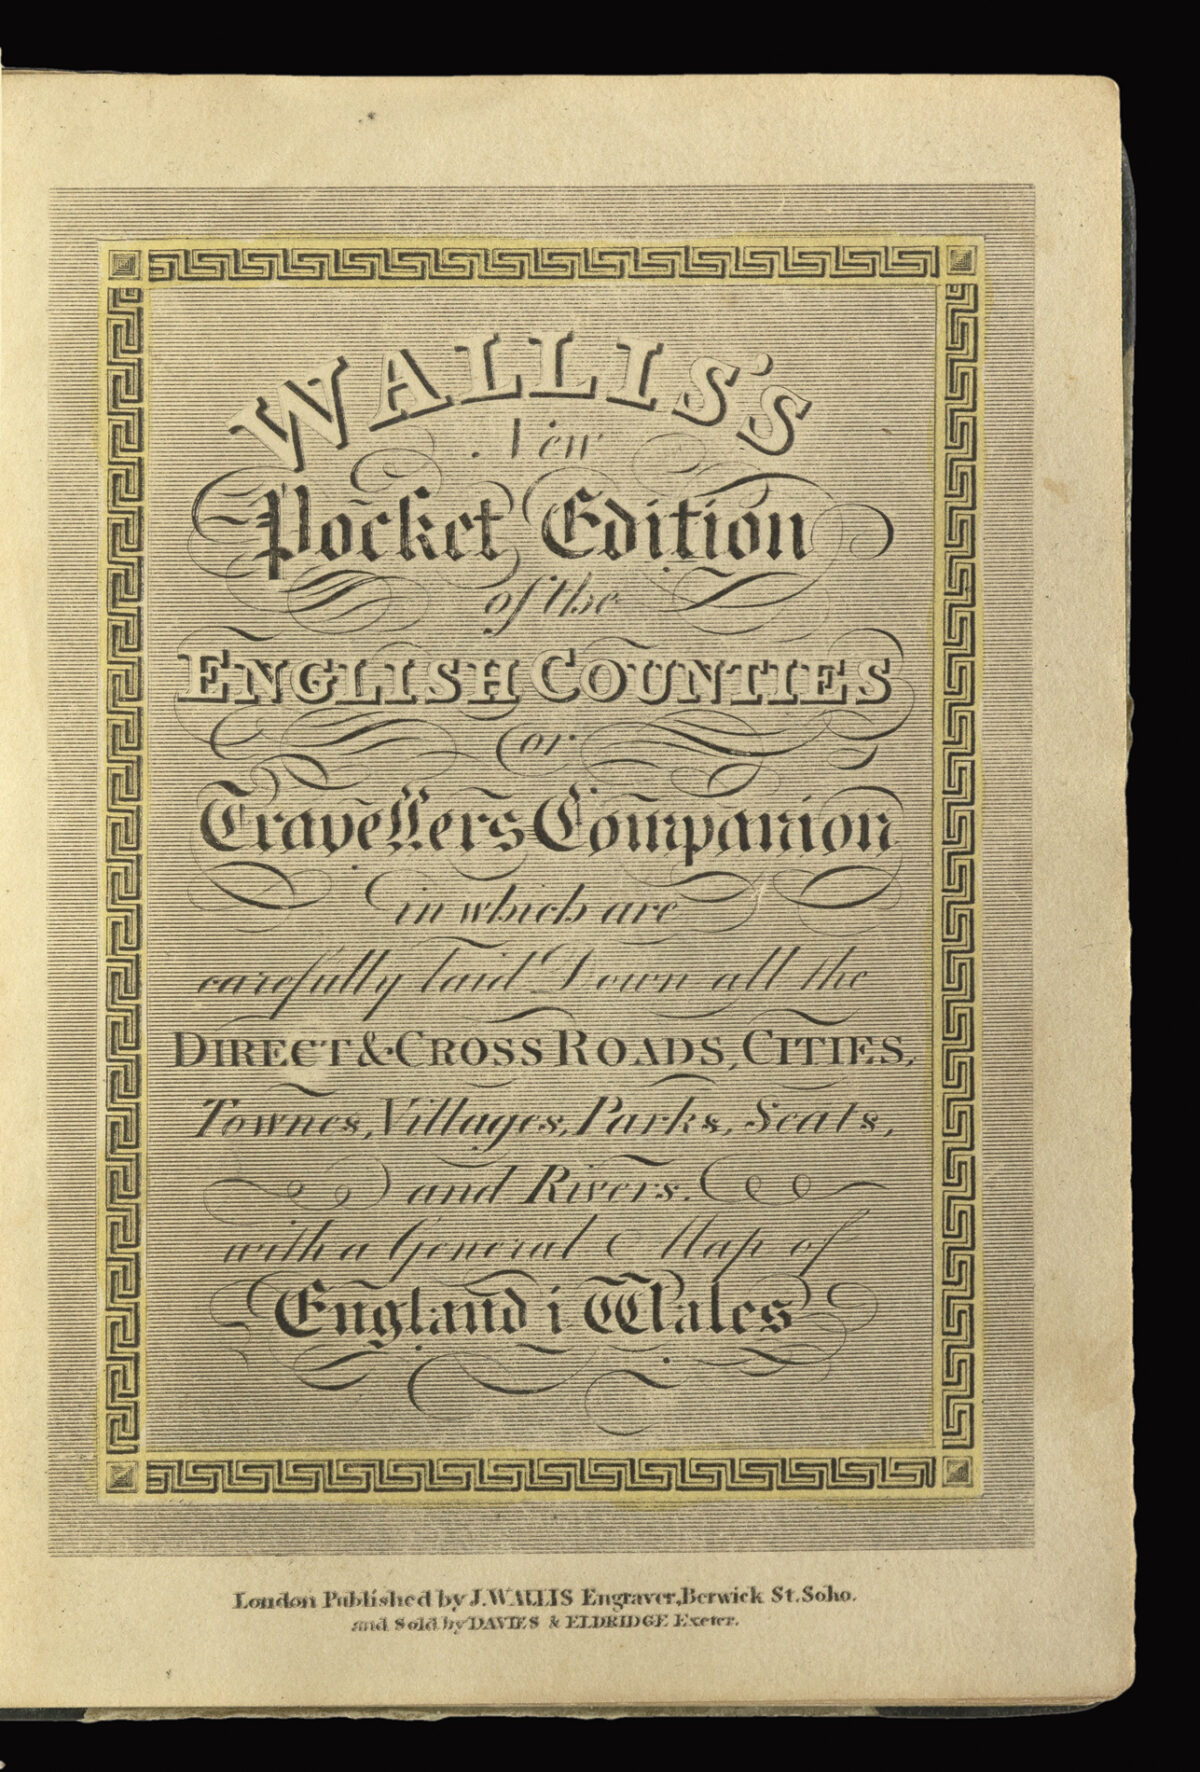 WALLIS'S
New
Pocket Edition
of the
ENGLISH COUNTIES
or
Travellers Companion
in which are
carefully laid Down all the
DIRECT & CROSS ROADS, CITIES,
Townes, Villages, Parks, Seats,
and Rivers.
with a General Map of
England & Wales
London Published by J. WALLIS Engraver, Berwick St. Soho.
and Sold by DAVIES & ELDRIDGE Exeter.